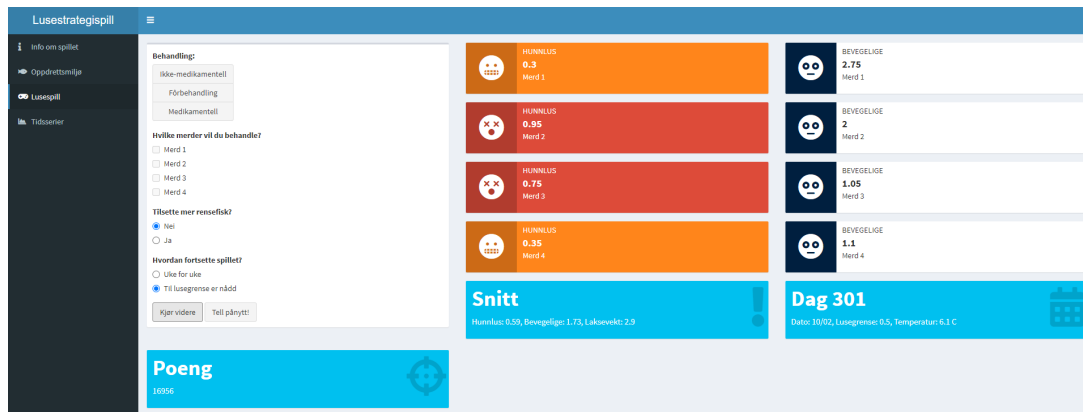 Lusestrategispill
Info om spillet
Oppdrettsmiljø
Lusespill
Tidsserier
Behandling:
Ikke-medikamentell
Fôrbehandling
Medikamentell
Hvilke merder vil du behandle?
Merd 1
Merd 2
Merd 3
Merd 4
Tilsette mer rensefisk?
Nei
Ja
Hvordan fortsette spillet?
Uke for uke
Til lusegrense er nådd
Kjør videre
Tell pånytt!
HUNNLUS
0.3
Merd 1
BEVEGELIGE
2.75
Merd 1
HUNNLUS
0.95
Merd 2
BEVEGELIGE
2
Merd 2
HUNNLUS
0.75
Merd 3
BEVEGELIGE
1.05
Merd 3
HUNNLUS
0.35
Merd 4
BEVEGELIGE
1.1
Merd 4
Snitt
Hunnlus: 0.59, Bevegelige: 1.73, Laksevekt: 2.9
Dag 301
Dato: 10/02, Lusegrense: 0.5, Temperatur: 6.1 C
Poeng
16956